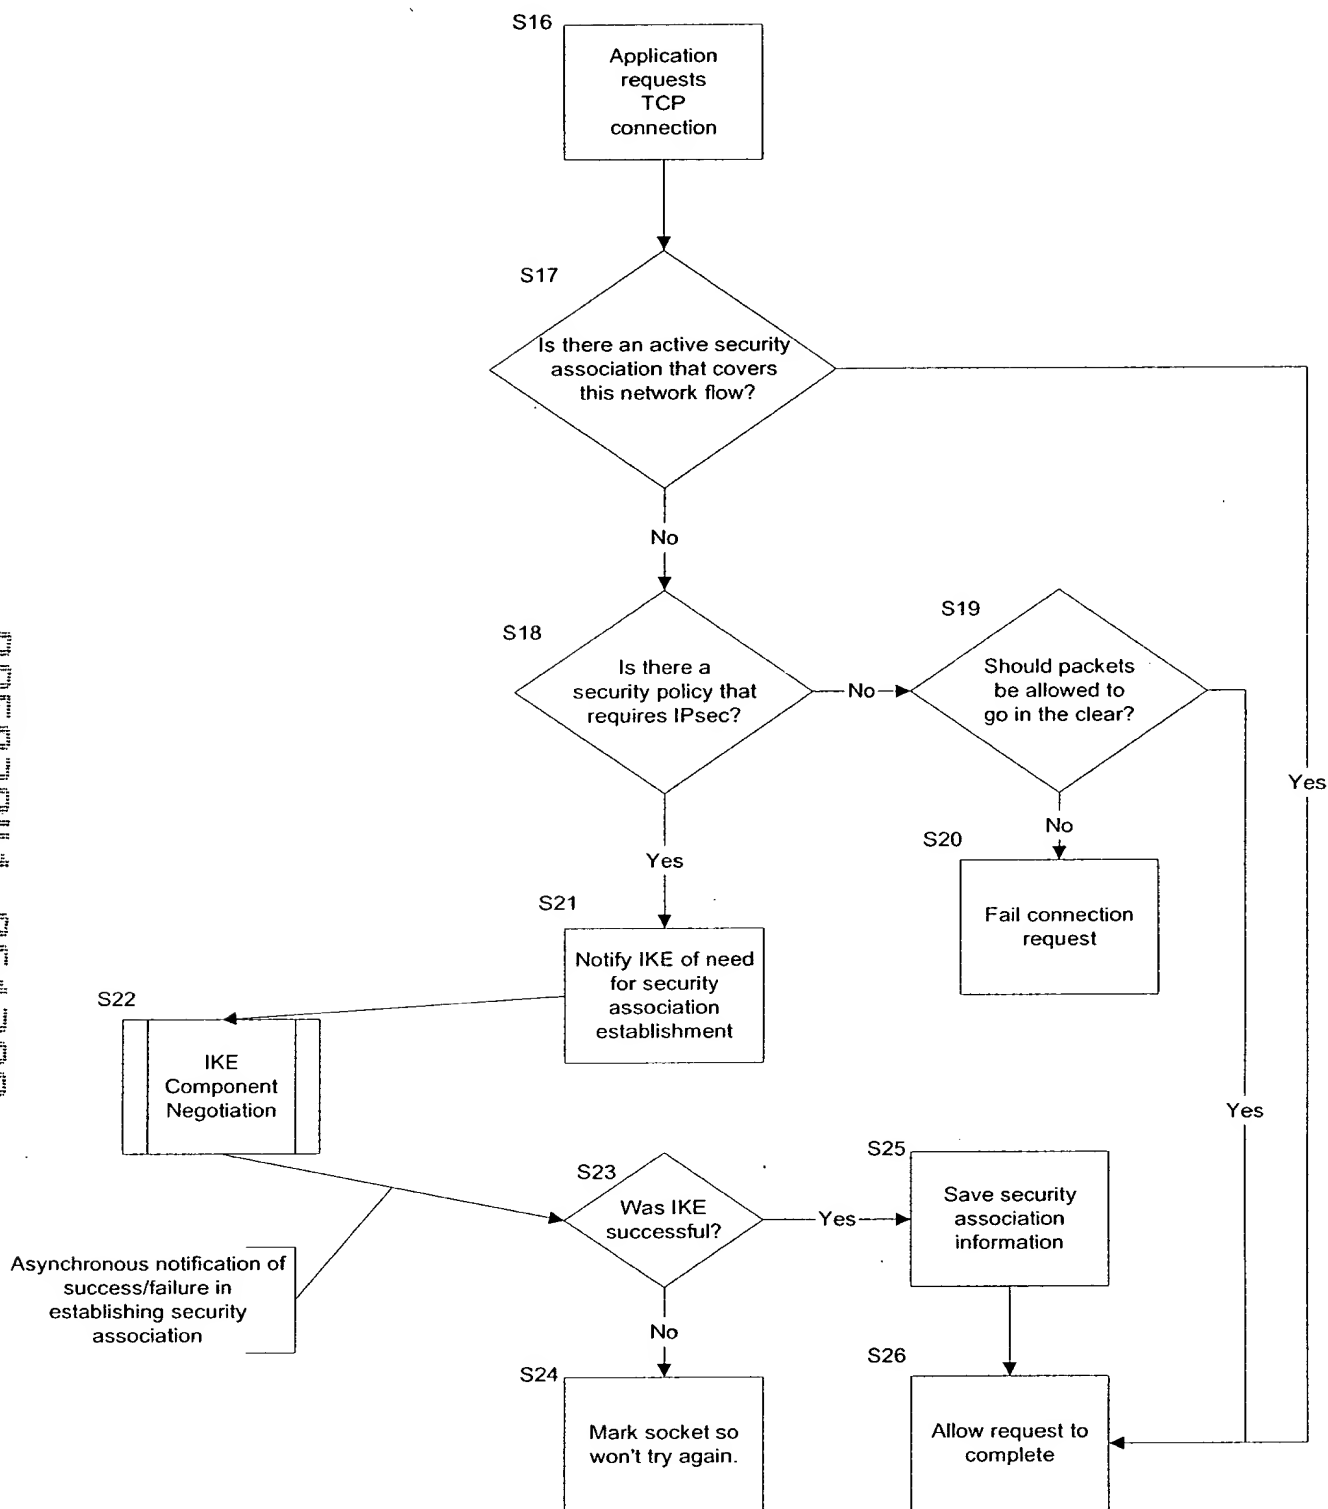 S16
Application
requests
TCP
connection
S17
Is there an active security
association that covers
this network flow?
No
S18
Is there a
security policy that
requires IPsec?
No
S19
Should packets
be allowed to
go in the clear?
Yes
No
S20
Fail connection
request
Yes
S21
Notify IKE of need
for security
association
establishment
S22
IKE
Component
Negotiation
Yes
S23
Was IKE
successful?
Yes
S25
Save security
association
information
Asynchronous notification of
success/failure in
establishing security
association
No
S24
Mark socket so
won't try again.
S26
Allow request to
complete